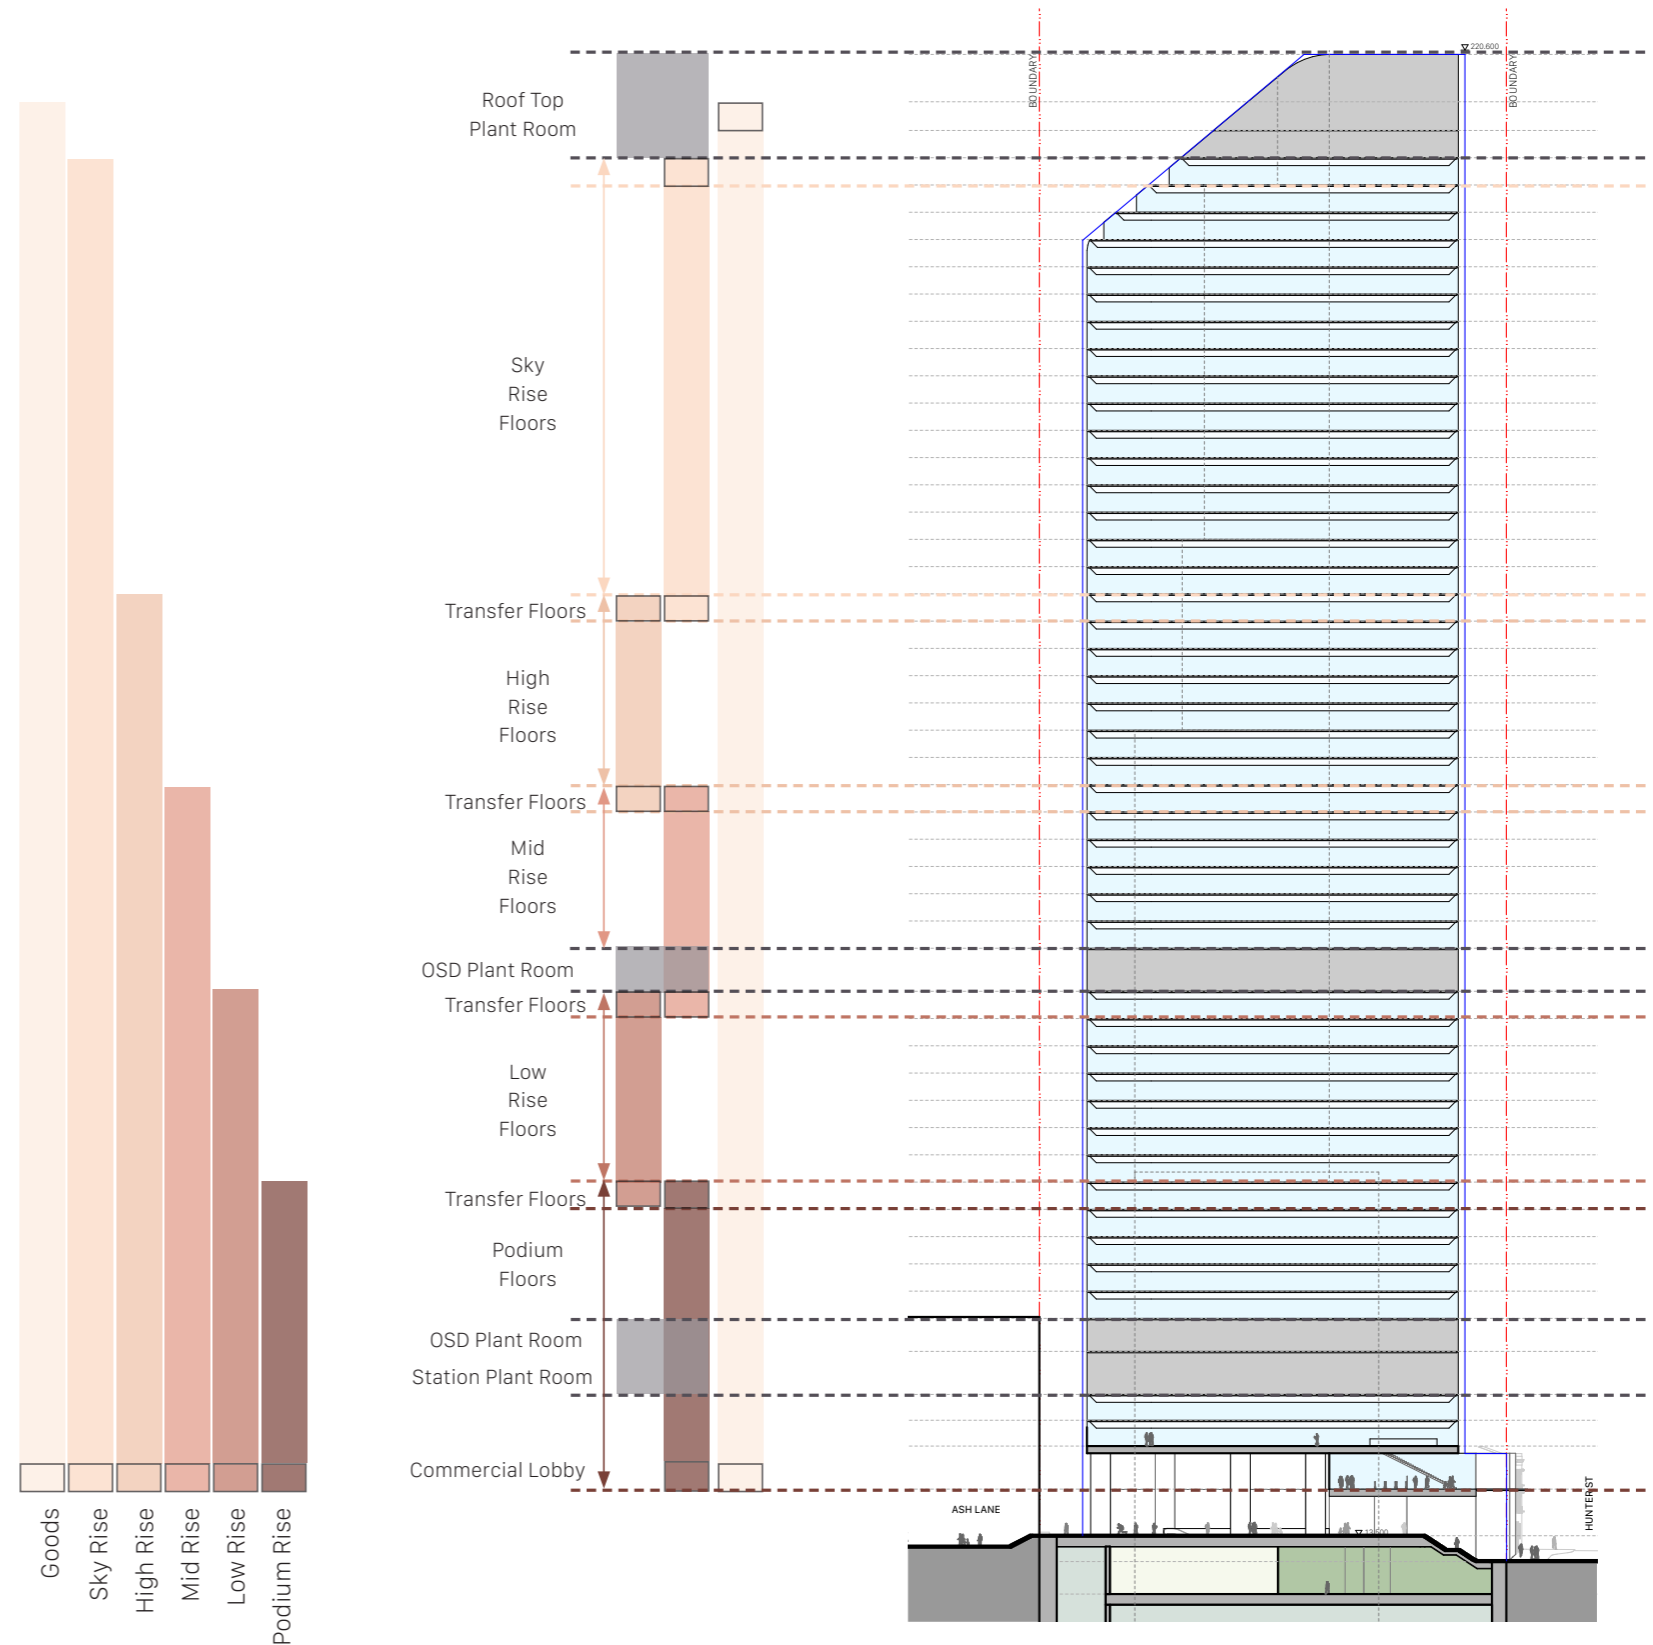 220.600
BOUNDARY
BOUNDARY
Roof Top
Plant Room
Sky
Rise
Floors
Transfer Floors
High
Rise
Floors
Transfer Floors
Mid
Rise
Floors
OSD Plant Room
Transfer Floors
Low
Rise
Floors
Transfer Floors
Podium
Floors
OSD Plant Room
Station Plant Room
Commercial Lobby
ASH LANE
HUNTER ST
Goods
Sky Rise
High Rise
Mid Rise
Low Rise
Podium Rise